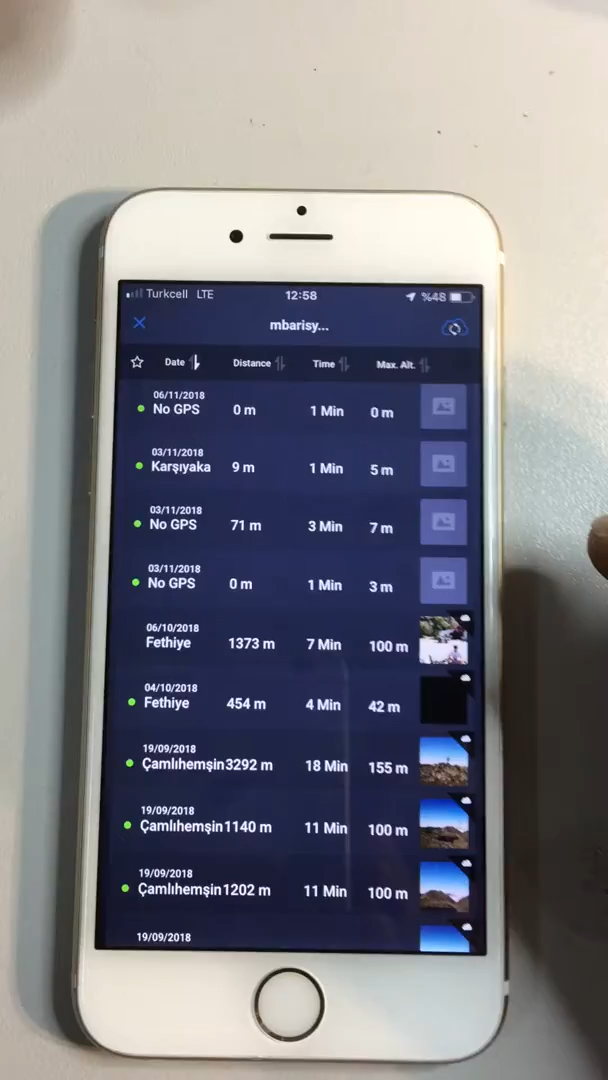 Turkcell LTE 12:58 %48
mbarisy...
Date Distance Time Max. Alt.
06/11/2018
No GPS 0 m 1 Min 0 m
03/11/2018
Karşıyaka 9 m 1 Min 5 m
03/11/2018
No GPS 71 m 3 Min 7 m
03/11/2018
No GPS 0 m 1 Min 3 m
06/10/2018
Fethiye 1373 m 7 Min 100 m
04/10/2018
Fethiye 454 m 4 Min 42 m
19/09/2018
Çamlıhemşin 3292 m 18 Min 155 m
19/09/2018
Çamlıhemşin 1140 m 11 Min 100 m
19/09/2018
Çamlıhemşin 1202 m 11 Min 100 m
19/09/2018